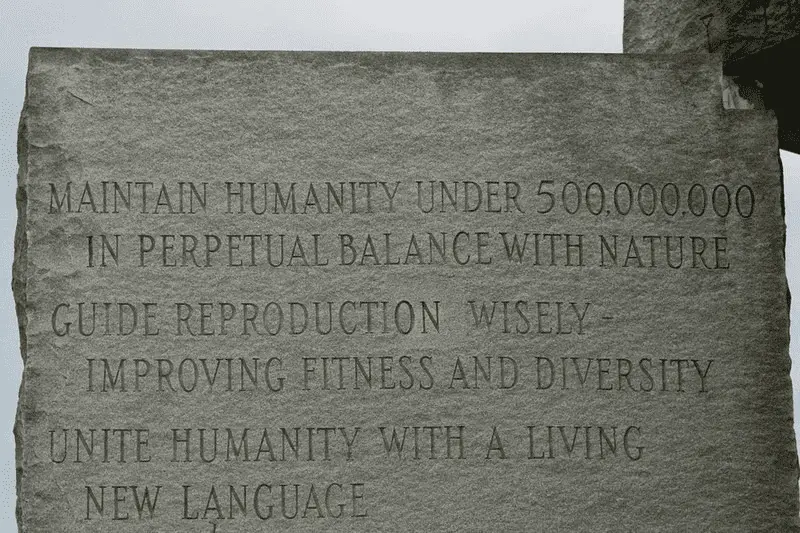 MAINTAIN HUMANITY UNDER 500,000,000
IN PERPETUAL BALANCE WITH NATURE
GUIDE REPRODUCTION WISELY -
IMPROVING FITNESS AND DIVERSITY
UNITE HUMANITY WITH A LIVING
NEW LANGUAGE